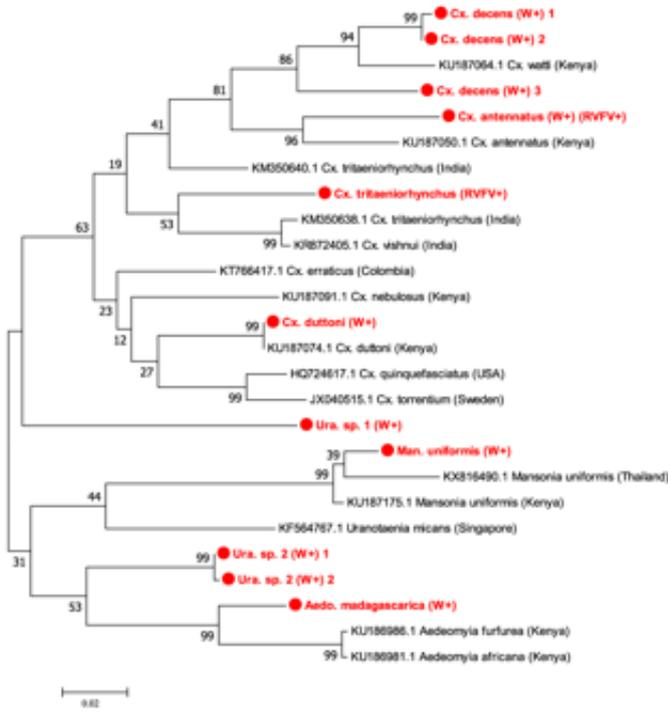 99
Cx. decens (W+) 1
94
Cx. decens (W+) 2
KU187064.1 Cx. watti (Kenya)
86
Cx. decens (W+) 3
81
Cx. antennatus (W+) (RVFV+)
96
KU187050.1 Cx. antennatus (Kenya)
41
KM350640.1 Cx. tritaeniorhynchus (India)
19
Cx. tritaeniorhynchus (RVFV+)
53
KM350638.1 Cx. tritaeniorhynchus (India)
99
KR872405.1 Cx. vishnui (India)
63
KT766417.1 Cx. erraticus (Colombia)
23
KU187091.1 Cx. nebulosus (Kenya)
12
99
Cx. duttoni (W+)
KU187074.1 Cx. duttoni (Kenya)
27
HQ724617.1 Cx. quinquefasciatus (USA)
99
JX040515.1 Cx. torrentium (Sweden)
Ura. sp. 1 (W+)
39
Man. uniformis (W+)
99
KX816490.1 Mansonia uniformis (Thailand)
44
KU187175.1 Mansonia uniformis (Kenya)
KF564767.1 Uranotaenia micans (Singapore)
31
99
Ura. sp. 2 (W+) 1
Ura. sp. 2 (W+) 2
53
Aedo. madagascarica (W+)
99
KU186986.1 Aedeomyia furfurea (Kenya)
99
KU186981.1 Aedeomyia africana (Kenya)
0.02